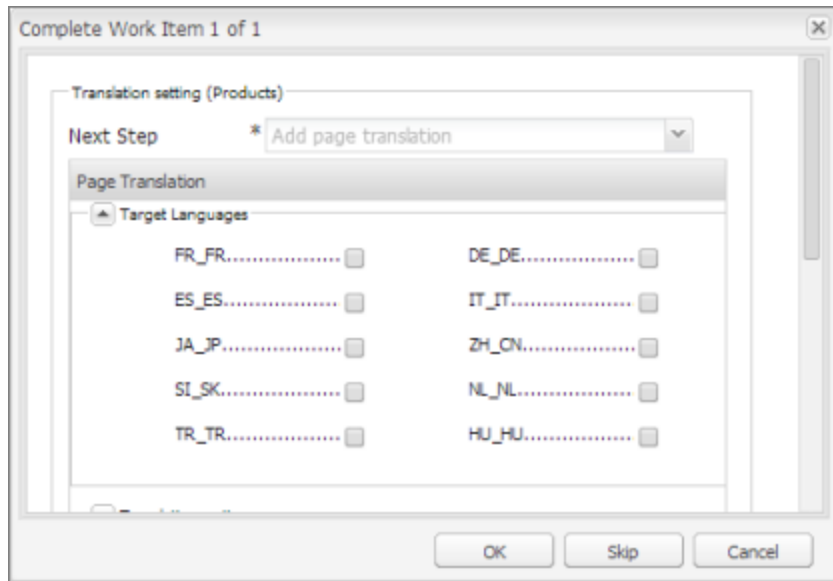 Complete Work Item 1 of 1
Translation setting (Products)
Next Step * Add page translation
Page Translation
Target Languages
FR_FR................... DE_DE...................
ES_ES................... IT_IT...................
JA_JP................... ZH_CN...................
SI_SK................... NL_NL...................
TR_TR................... HU_HU...................
OK Skip Cancel